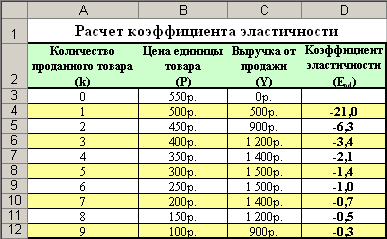 A B C D
1 Расчет коэффициента эластичности
2 Количество проданного товара (k) Цена единицы товара (P) Выручка от продажи (Y) Коэффициент эластичности (Epd)
3 0 550р. 0р.
4 1 500р. 500р. -21,0
5 2 450р. 900р. -6,3
6 3 400р. 1 200р. -3,4
7 4 350р. 1 400р. -2,1
8 5 300р. 1 500р. -1,4
9 6 250р. 1 500р. -1,0
10 7 200р. 1 400р. -0,7
11 8 150р. 1 200р. -0,5
12 9 100р. 900р. -0,3